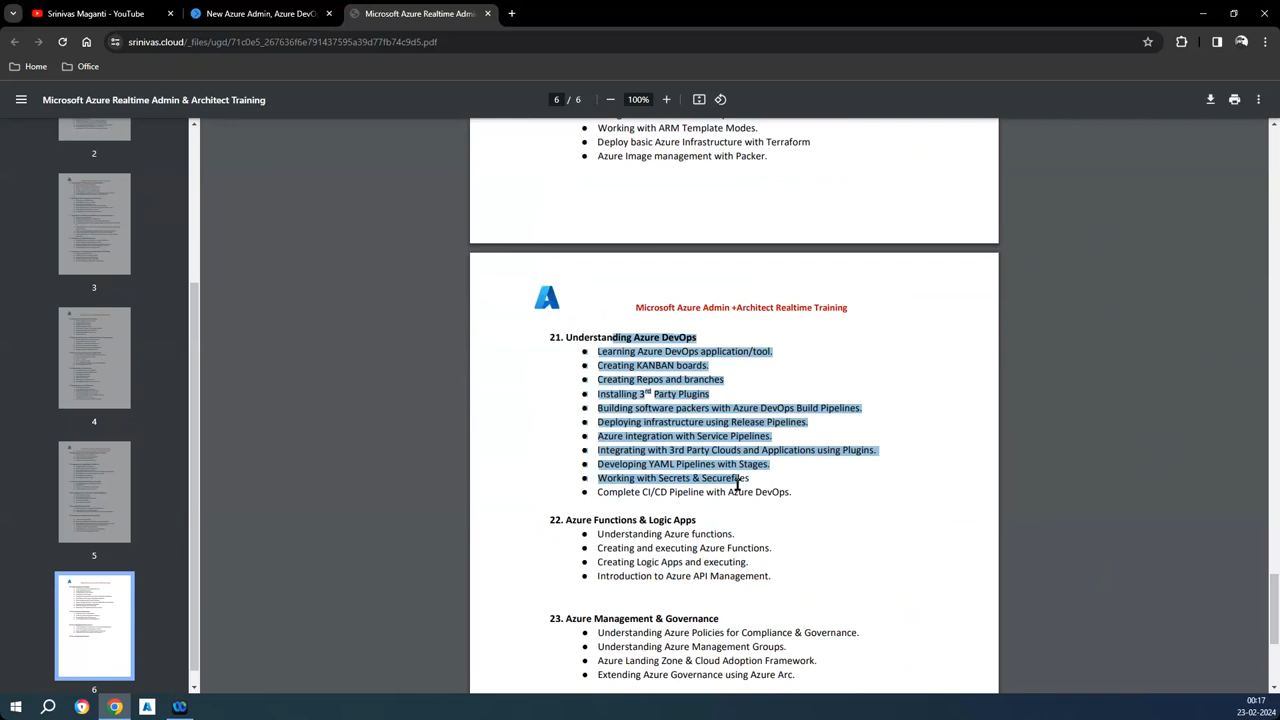 Srinivas Maganti - YouTube
New Azure Admin, Azure DevO
Microsoft Azure Realtime Admi
srinivas.cloud/_files/ugd/71c0e5_267636f6e791437595a39d77fb74c9d5.pdf
Home
Office
Microsoft Azure Realtime Admin & Architect Training
6 / 6
100%
2
3
4
5
6
● Working with ARM Template Modes.
● Deploy basic Azure Infrastructure with Terraform
● Azure Image management with Packer.
Microsoft Azure Admin +Architect Realtime Training
21. Understanding Azure DevOps
● Learning Azure DevOps application/tool.
● Creating KANBAN boards.
● Creating Repos and branches
● Installing 3rd Party Plugins
● Building software packers with Azure DevOps Build Pipelines.
● Deploying infrastructure using Release Pipelines.
● Azure integration with Service Pipelines.
● Integrating with 3rd Party Clouds and Applications using Plugins.
● Developing YAML Pipelines with Stages.
● Working with Secrets & Securefiles
● Complete CI/CD Pipeline with Azure DevOps.
22. Azure Functions & Logic Apps
● Understanding Azure functions.
● Creating and executing Azure Functions.
● Creating Logic Apps and executing.
● Introduction to Azure API Management.
23. Azure Management & Governance
● Understanding Azure Policies for Compliance & Governance.
● Understanding Azure Management Groups.
● Azure Landing Zone & Cloud Adoption Framework.
● Extending Azure Governance using Azure Arc.
00:17
23-02-2024